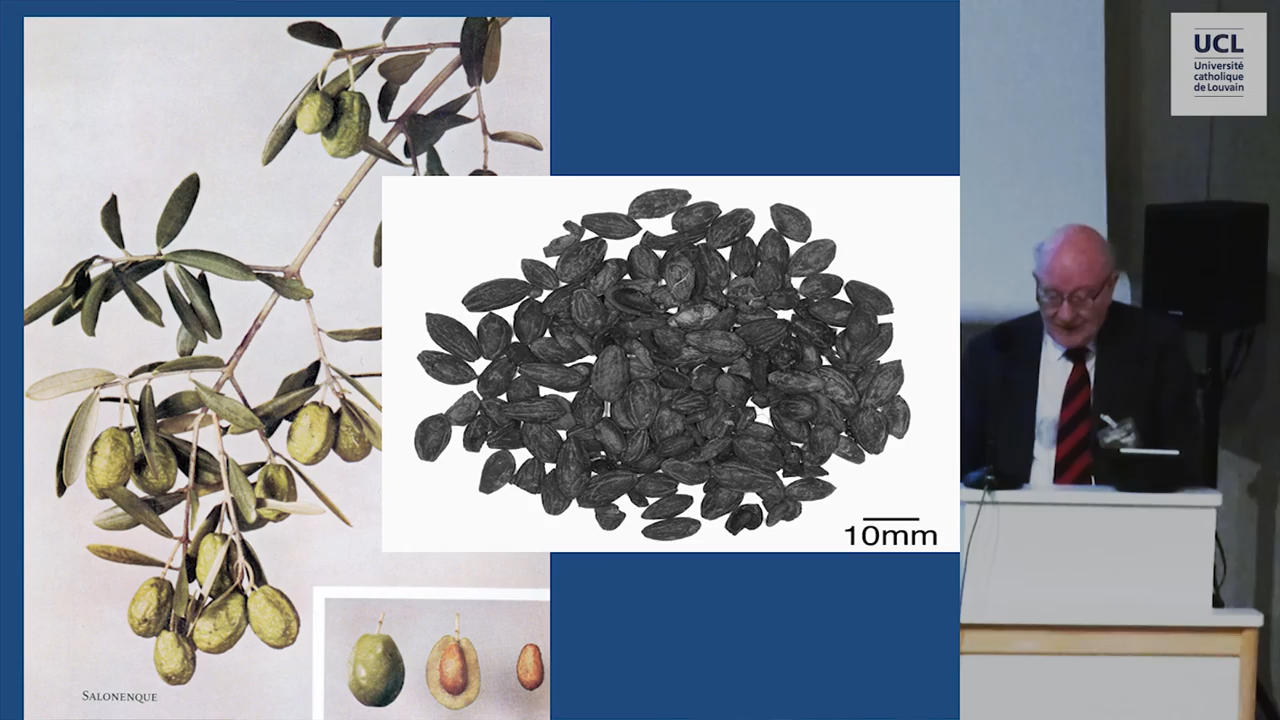 UCL
Université
catholique
de Louvain
10mm
SALONENQUE